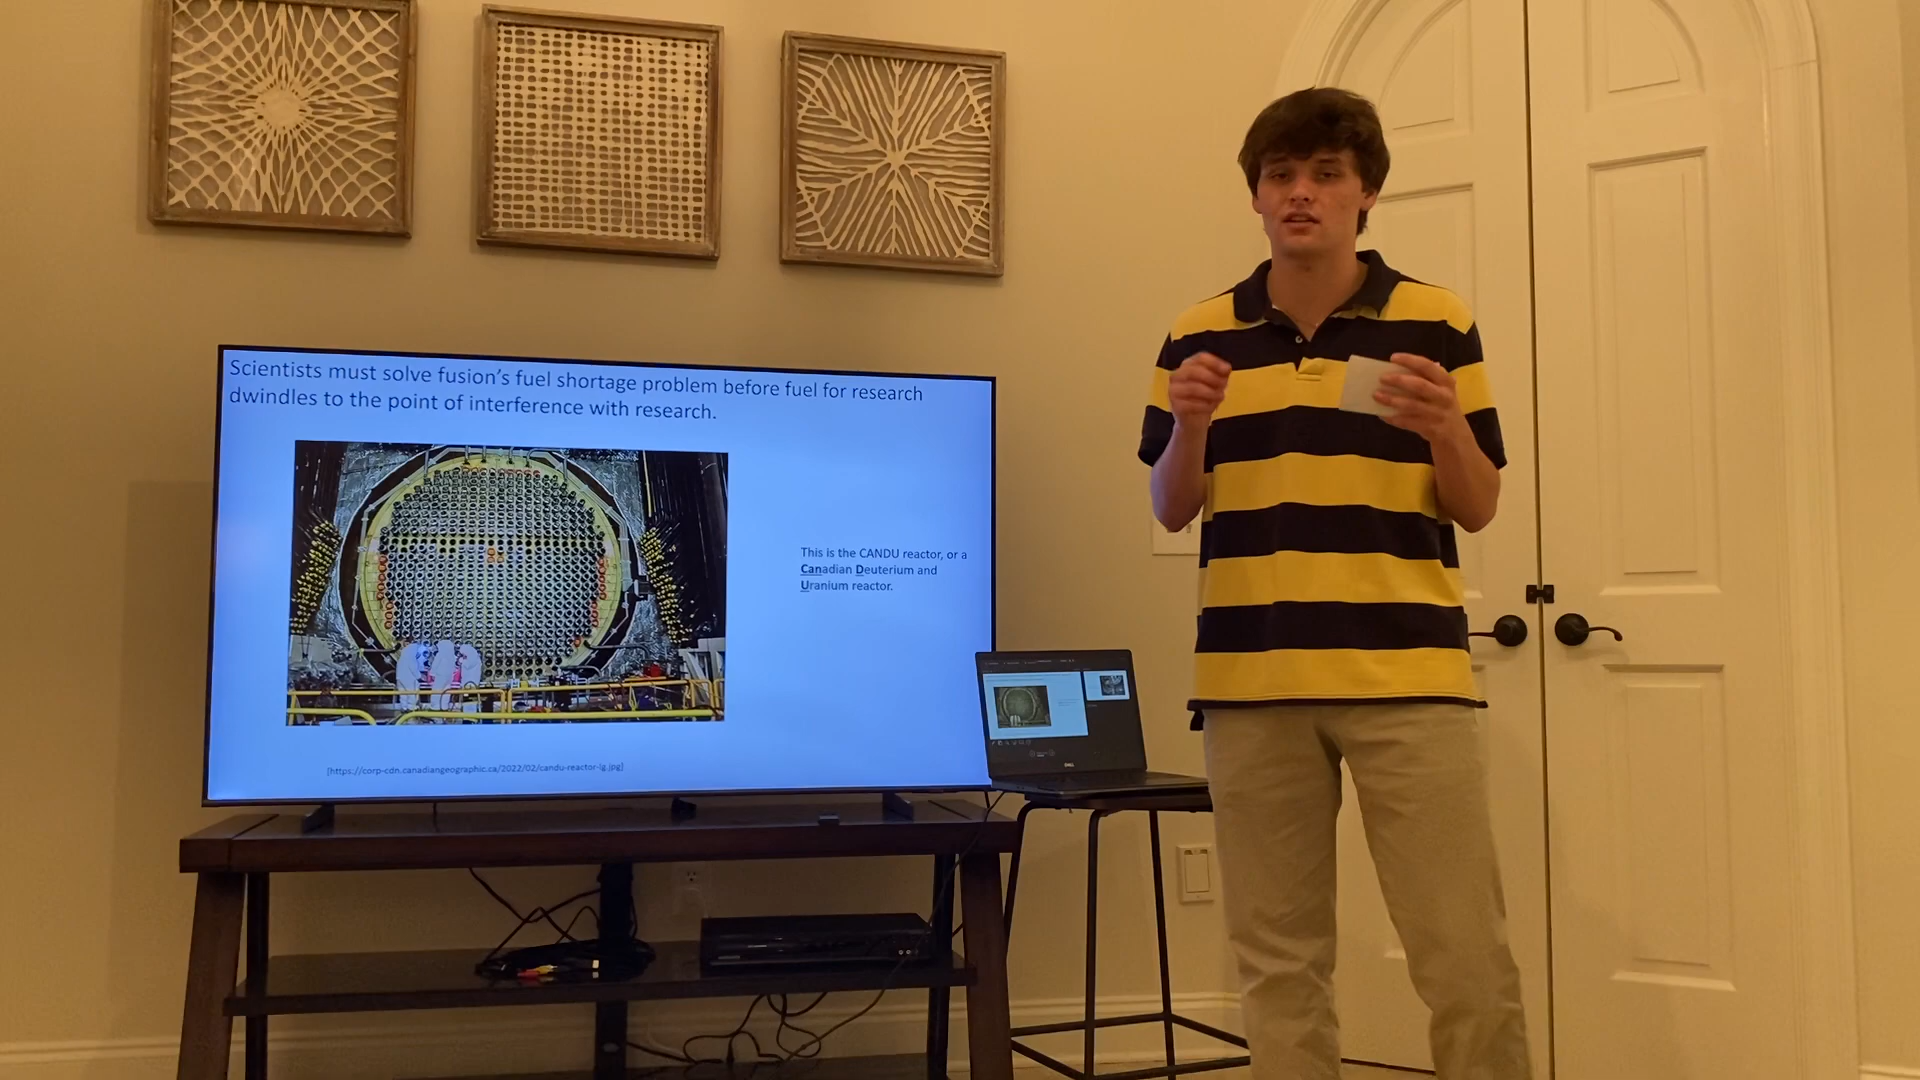 Scientists must solve fusion's fuel shortage problem before fuel for research
dwindles to the point of interference with research.
This is the CANDU reactor, or a
Canadian Deuterium and
Uranium reactor.
[https://corp-cdn.canadiangeographic.ca/2022/02/candu-reactor-lg.jpg]
DELL